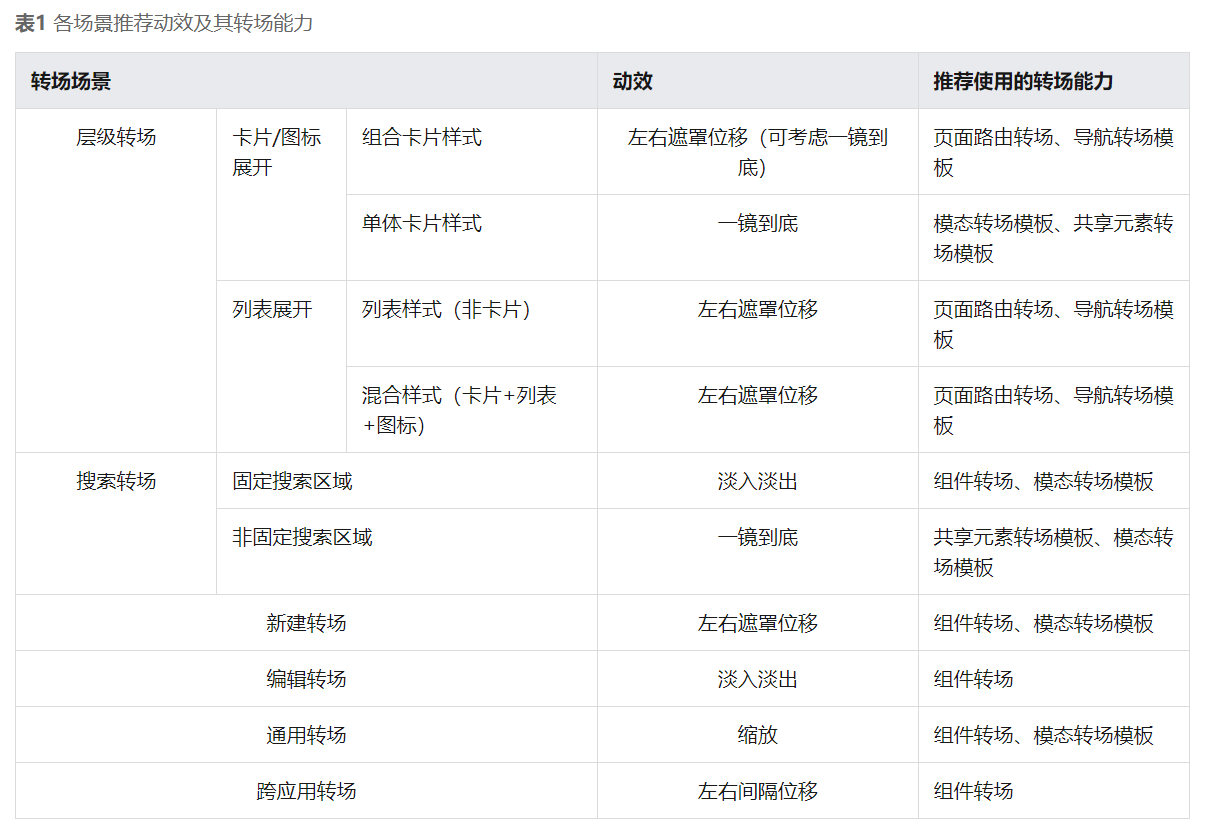 表1 各场景推荐动效及其转场能力
转场场景 动效 推荐使用的转场能力
层级转场 卡片/图标 组合卡片样式 左右遮罩位移（可考虑一镜到 页面路由转场、导航转场模
展开 底） 板
单体卡片样式 一镜到底 模态转场模板、共享元素转
场模板
列表展开 列表样式（非卡片） 左右遮罩位移 页面路由转场、导航转场模
板
混合样式（卡片+列表 左右遮罩位移 页面路由转场、导航转场模
+图标） 板
搜索转场 固定搜索区域 淡入淡出 组件转场、模态转场模板
非固定搜索区域 一镜到底 共享元素转场模板、模态转
场模板
新建转场 左右遮罩位移 组件转场、模态转场模板
编辑转场 淡入淡出 组件转场
通用转场 缩放 组件转场、模态转场模板
跨应用转场 左右间隔位移 组件转场